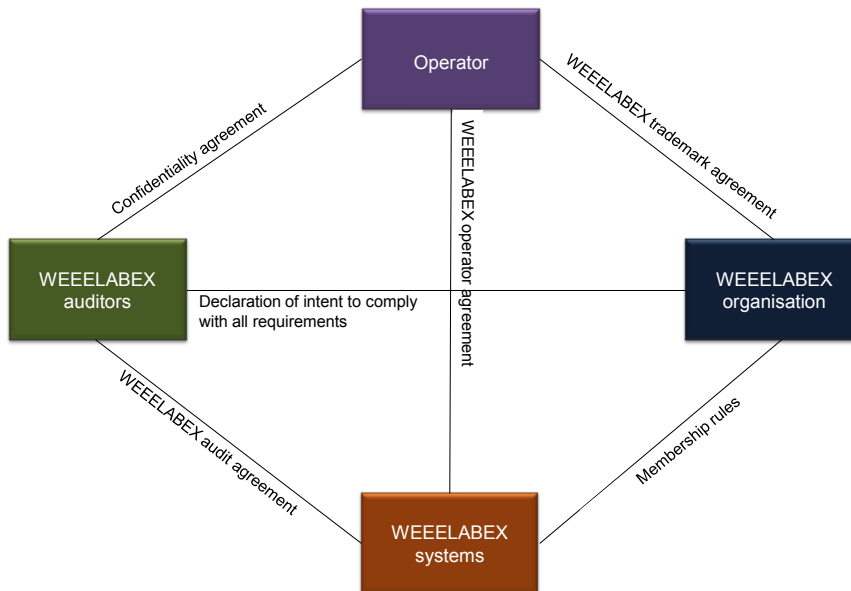 Operator
WEEELABEX trademark agreement
Confidentiality agreement
WEEELABEX operator agreement
WEEELABEX
auditors
WEEELABEX
organisation
Declaration of intent to comply
with all requirements
WEEELABEX audit agreement
Membership rules
WEEELABEX
systems